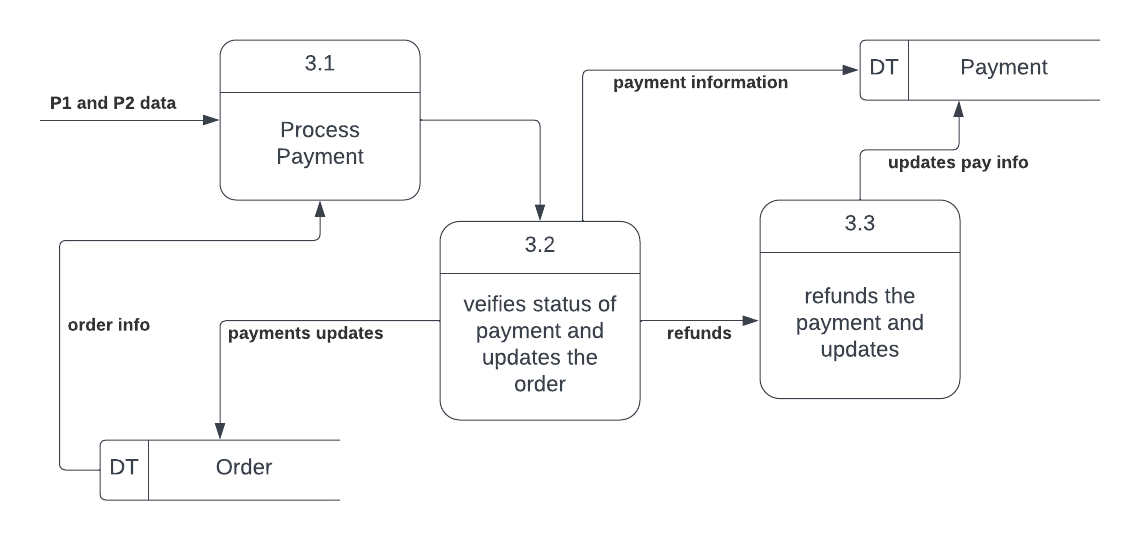 3.1
P1 and P2 data
Process
Payment
payment information
DT
Payment
updates pay info
3.2
veifies status of
payment and
updates the
order
3.3
refunds the
payment and
updates
refunds
order info
payments updates
DT
Order